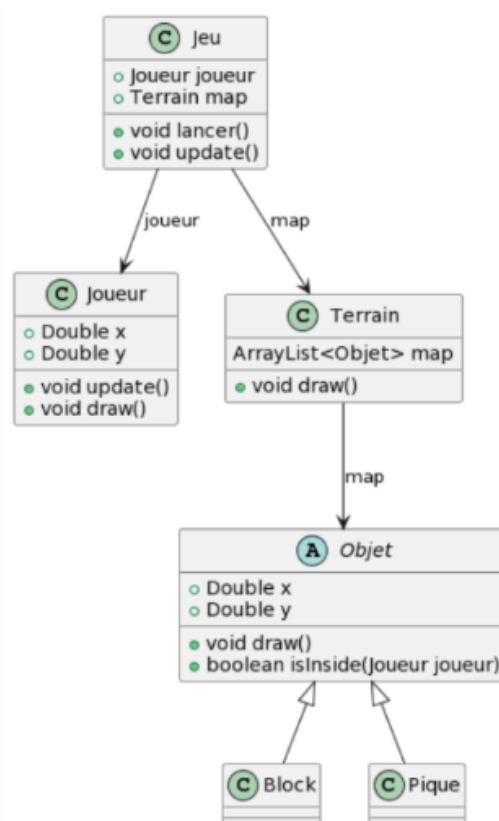 C Jeu
Joueur joueur
Terrain map
void lancer()
void update()
joueur
map
C Joueur
Double x
Double y
void update()
void draw()
C Terrain
ArrayList<Objet> map
void draw()
map
A Objet
Double x
Double y
void draw()
boolean isInside(Joueur joueur)
C Block
C Pique